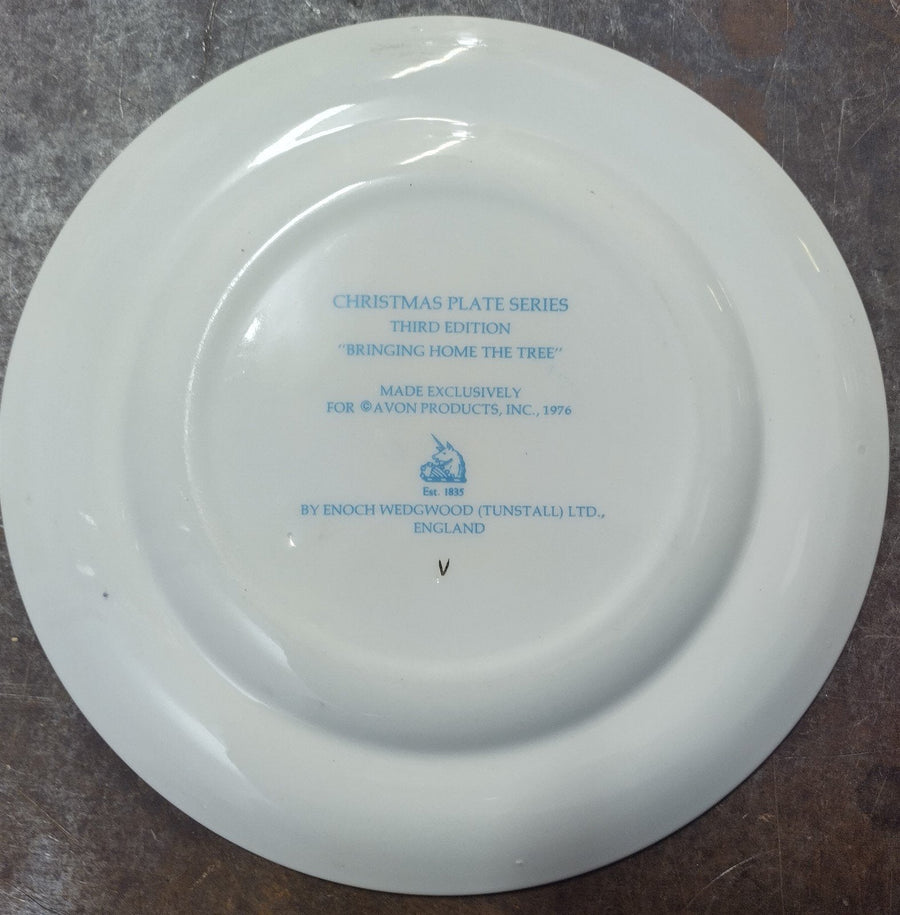 CHRISTMAS PLATE SERIES
THIRD EDITION
"BRINGING HOME THE TREE"
MADE EXCLUSIVELY
FOR ©AVON PRODUCTS, INC., 1976
Est. 1835
BY ENOCH WEDGWOOD (TUNSTALL) LTD.,
ENGLAND
V